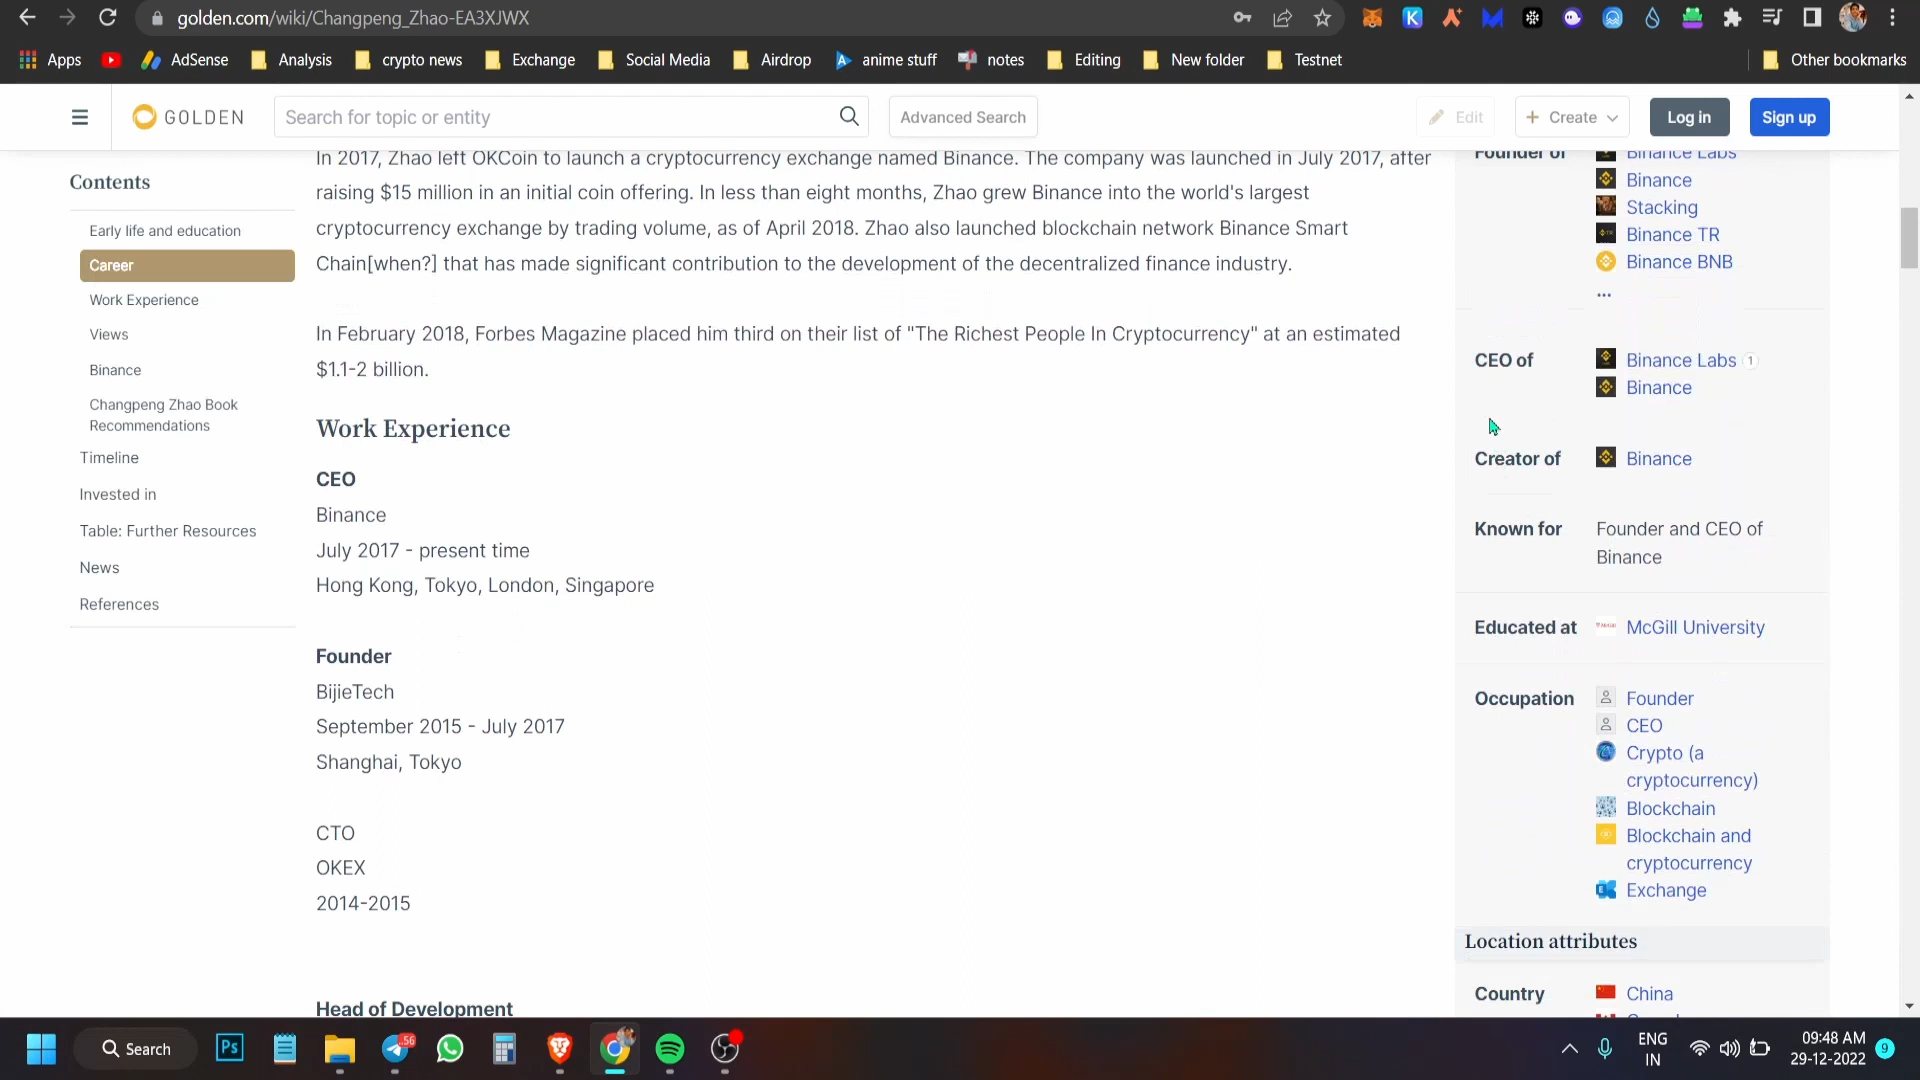 golden.com/wiki/Changpeng_Zhao-EA3XJWX
Apps
AdSense
Analysis
crypto news
Exchange
Social Media
Airdrop
anime stuff
notes
Editing
New folder
Testnet
Other bookmarks
GOLDEN
Search for topic or entity
Advanced Search
Edit
+ Create
Log in
Sign up
Contents
Early life and education
Career
Work Experience
Views
Binance
Changpeng Zhao Book
Recommendations
Timeline
Invested in
Table: Further Resources
News
References
In 2017, Zhao left OKCoin to launch a cryptocurrency exchange named Binance. The company was launched in July 2017, after
raising $15 million in an initial coin offering. In less than eight months, Zhao grew Binance into the world's largest
cryptocurrency exchange by trading volume, as of April 2018. Zhao also launched blockchain network Binance Smart
Chain[when?] that has made significant contribution to the development of the decentralized finance industry.
In February 2018, Forbes Magazine placed him third on their list of "The Richest People In Cryptocurrency" at an estimated
$1.1-2 billion.
Work Experience
CEO
Binance
July 2017 - present time
Hong Kong, Tokyo, London, Singapore
Founder
BijieTech
September 2015 - July 2017
Shanghai, Tokyo
CTO
OKEX
2014-2015
Head of Development
Founder of
Binance Labs
Binance
Stacking
Binance TR
Binance BNB
...
CEO of
Binance Labs 1
Binance
Creator of
Binance
Known for
Founder and CEO of
Binance
Educated at
McGill University
Occupation
Founder
CEO
Crypto (a
cryptocurrency)
Blockchain
Blockchain and
cryptocurrency
Exchange
Location attributes
Country
China
Search
Ps
56
ENG
IN
09:48 AM
29-12-2022
9